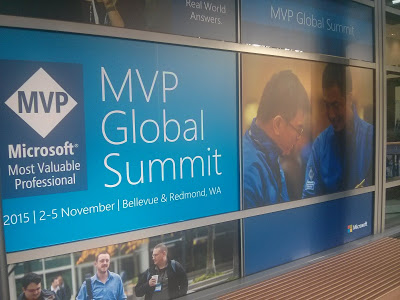 Real World
Answers.
MVP Global Summit
MVP
Microsoft®
Most Valuable
Professional
MVP
Global
Summit
2015 | 2-5 November | Bellevue & Redmond, WA
Microsoft